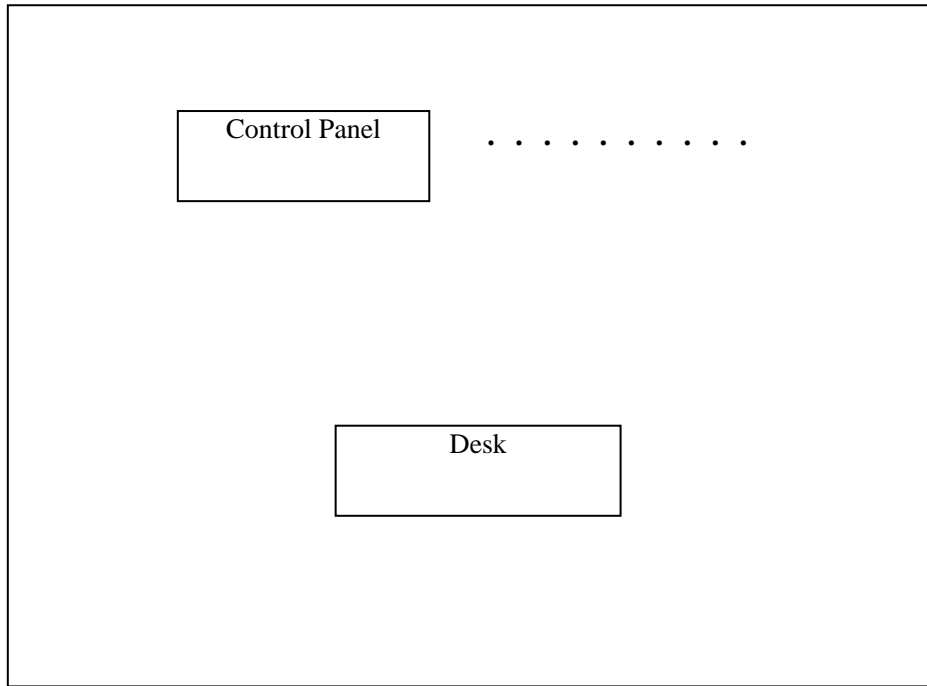 Control Panel
. . . . . . . . . .
Desk